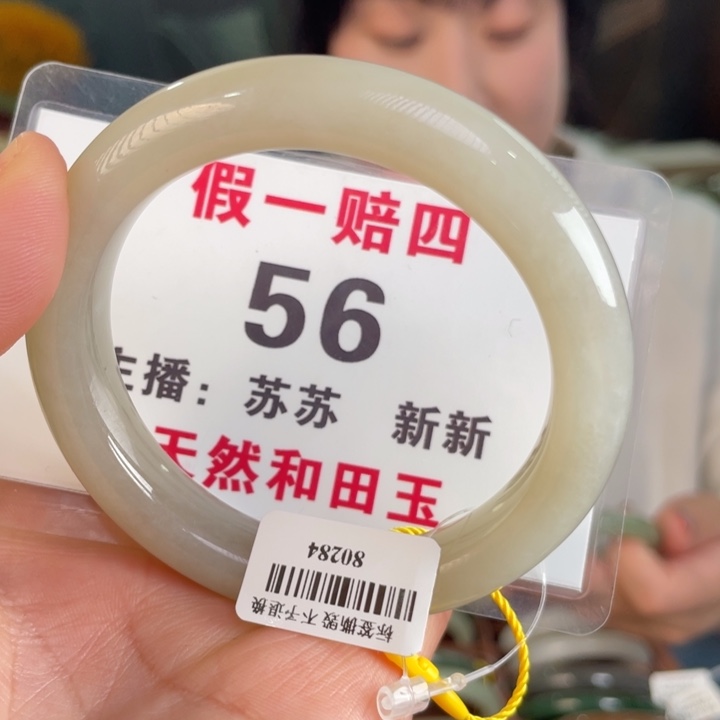 假一赔四
56
主播：苏苏 新新
天然和田玉
80284
标签撕毁 不予退换